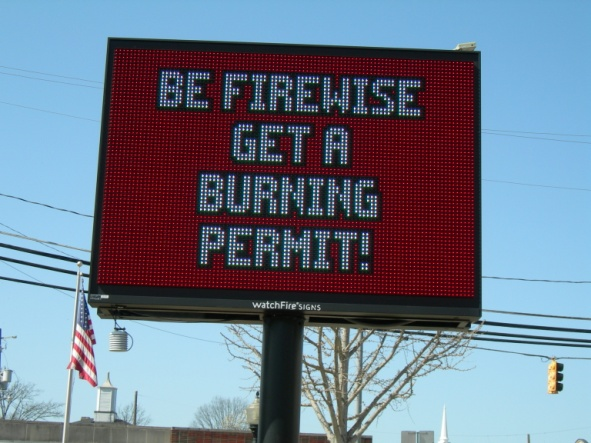 BE FIREWISE
GET A
BURNING
PERMIT!
watchFire® SIGNS